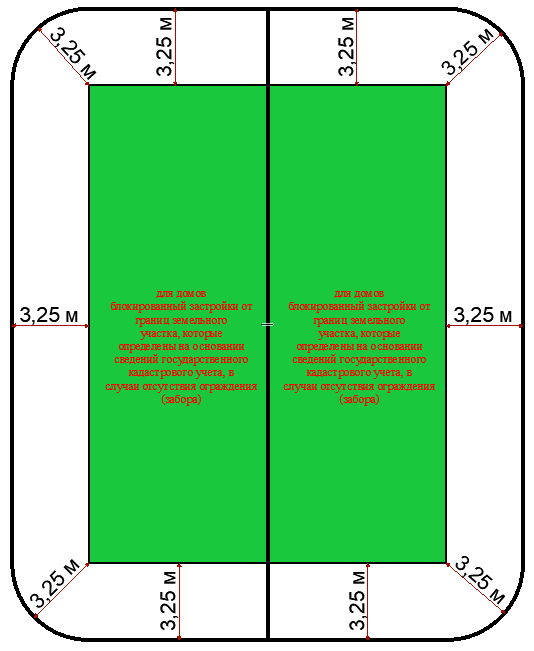 3,25 м
3,25 м
3,25 м
3,25 м
для домов
блокированный застройки от
границ земельного
участка, которые
определены на основании
сведений государственного
кадастрового учета, в
случаи отсутствия ограждения
(забора)
для домов
блокированный застройки от
границ земельного
участка, которые
определены на основании
сведений государственного
кадастрового учета, в
случаи отсутствия ограждения
(забора)
3,25 м
3,25 м
3,25 м
3,25 м
3,25 м
3,25 м